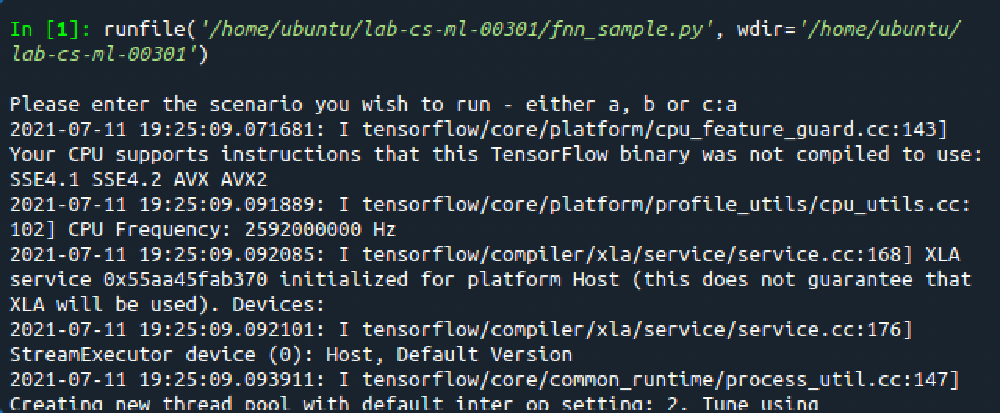 In [1]: runfile('/home/ubuntu/lab-cs-ml-00301/fnn_sample.py', wdir='/home/ubuntu/
lab-cs-ml-00301')
Please enter the scenario you wish to run - either a, b or c:a
2021-07-11 19:25:09.071681: I tensorflow/core/platform/cpu_feature_guard.cc:143]
Your CPU supports instructions that this TensorFlow binary was not compiled to use:
SSE4.1 SSE4.2 AVX AVX2
2021-07-11 19:25:09.091889: I tensorflow/core/platform/profile_utils/cpu_utils.cc:
102] CPU Frequency: 2592000000 Hz
2021-07-11 19:25:09.092085: I tensorflow/compiler/xla/service/service.cc:168] XLA
service 0x55aa45fab370 initialized for platform Host (this does not guarantee that
XLA will be used). Devices:
2021-07-11 19:25:09.092101: I tensorflow/compiler/xla/service/service.cc:176]
StreamExecutor device (0): Host, Default Version
2021-07-11 19:25:09.093911: I tensorflow/core/common_runtime/process_util.cc:147]
Creating new thread pool with default inter op setting: 2. Tune using